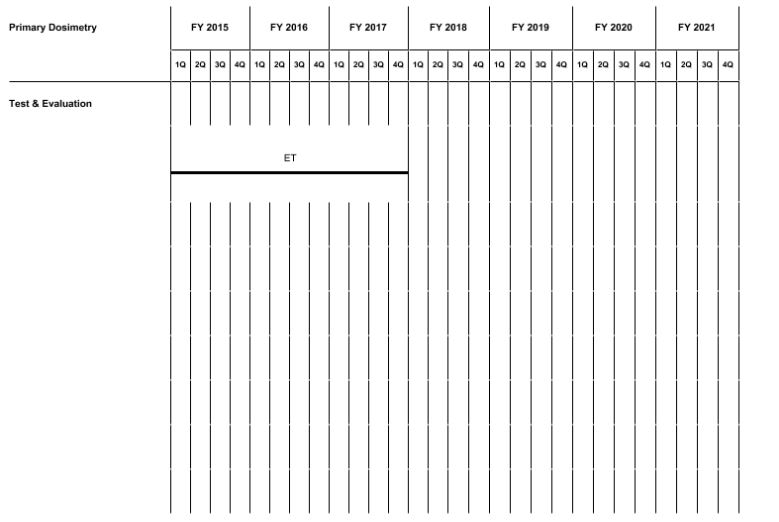 Primary Dosimetry FY 2015 FY 2016 FY 2017 FY 2018 FY 2019 FY 2020 FY 2021
1Q 2Q 3Q 4Q 1Q 2Q 3Q 4Q 1Q 2Q 3Q 4Q 1Q 2Q 3Q 4Q 1Q 2Q 3Q 4Q 1Q 2Q 3Q 4Q 1Q 2Q 3Q 4Q
Test & Evaluation
ET